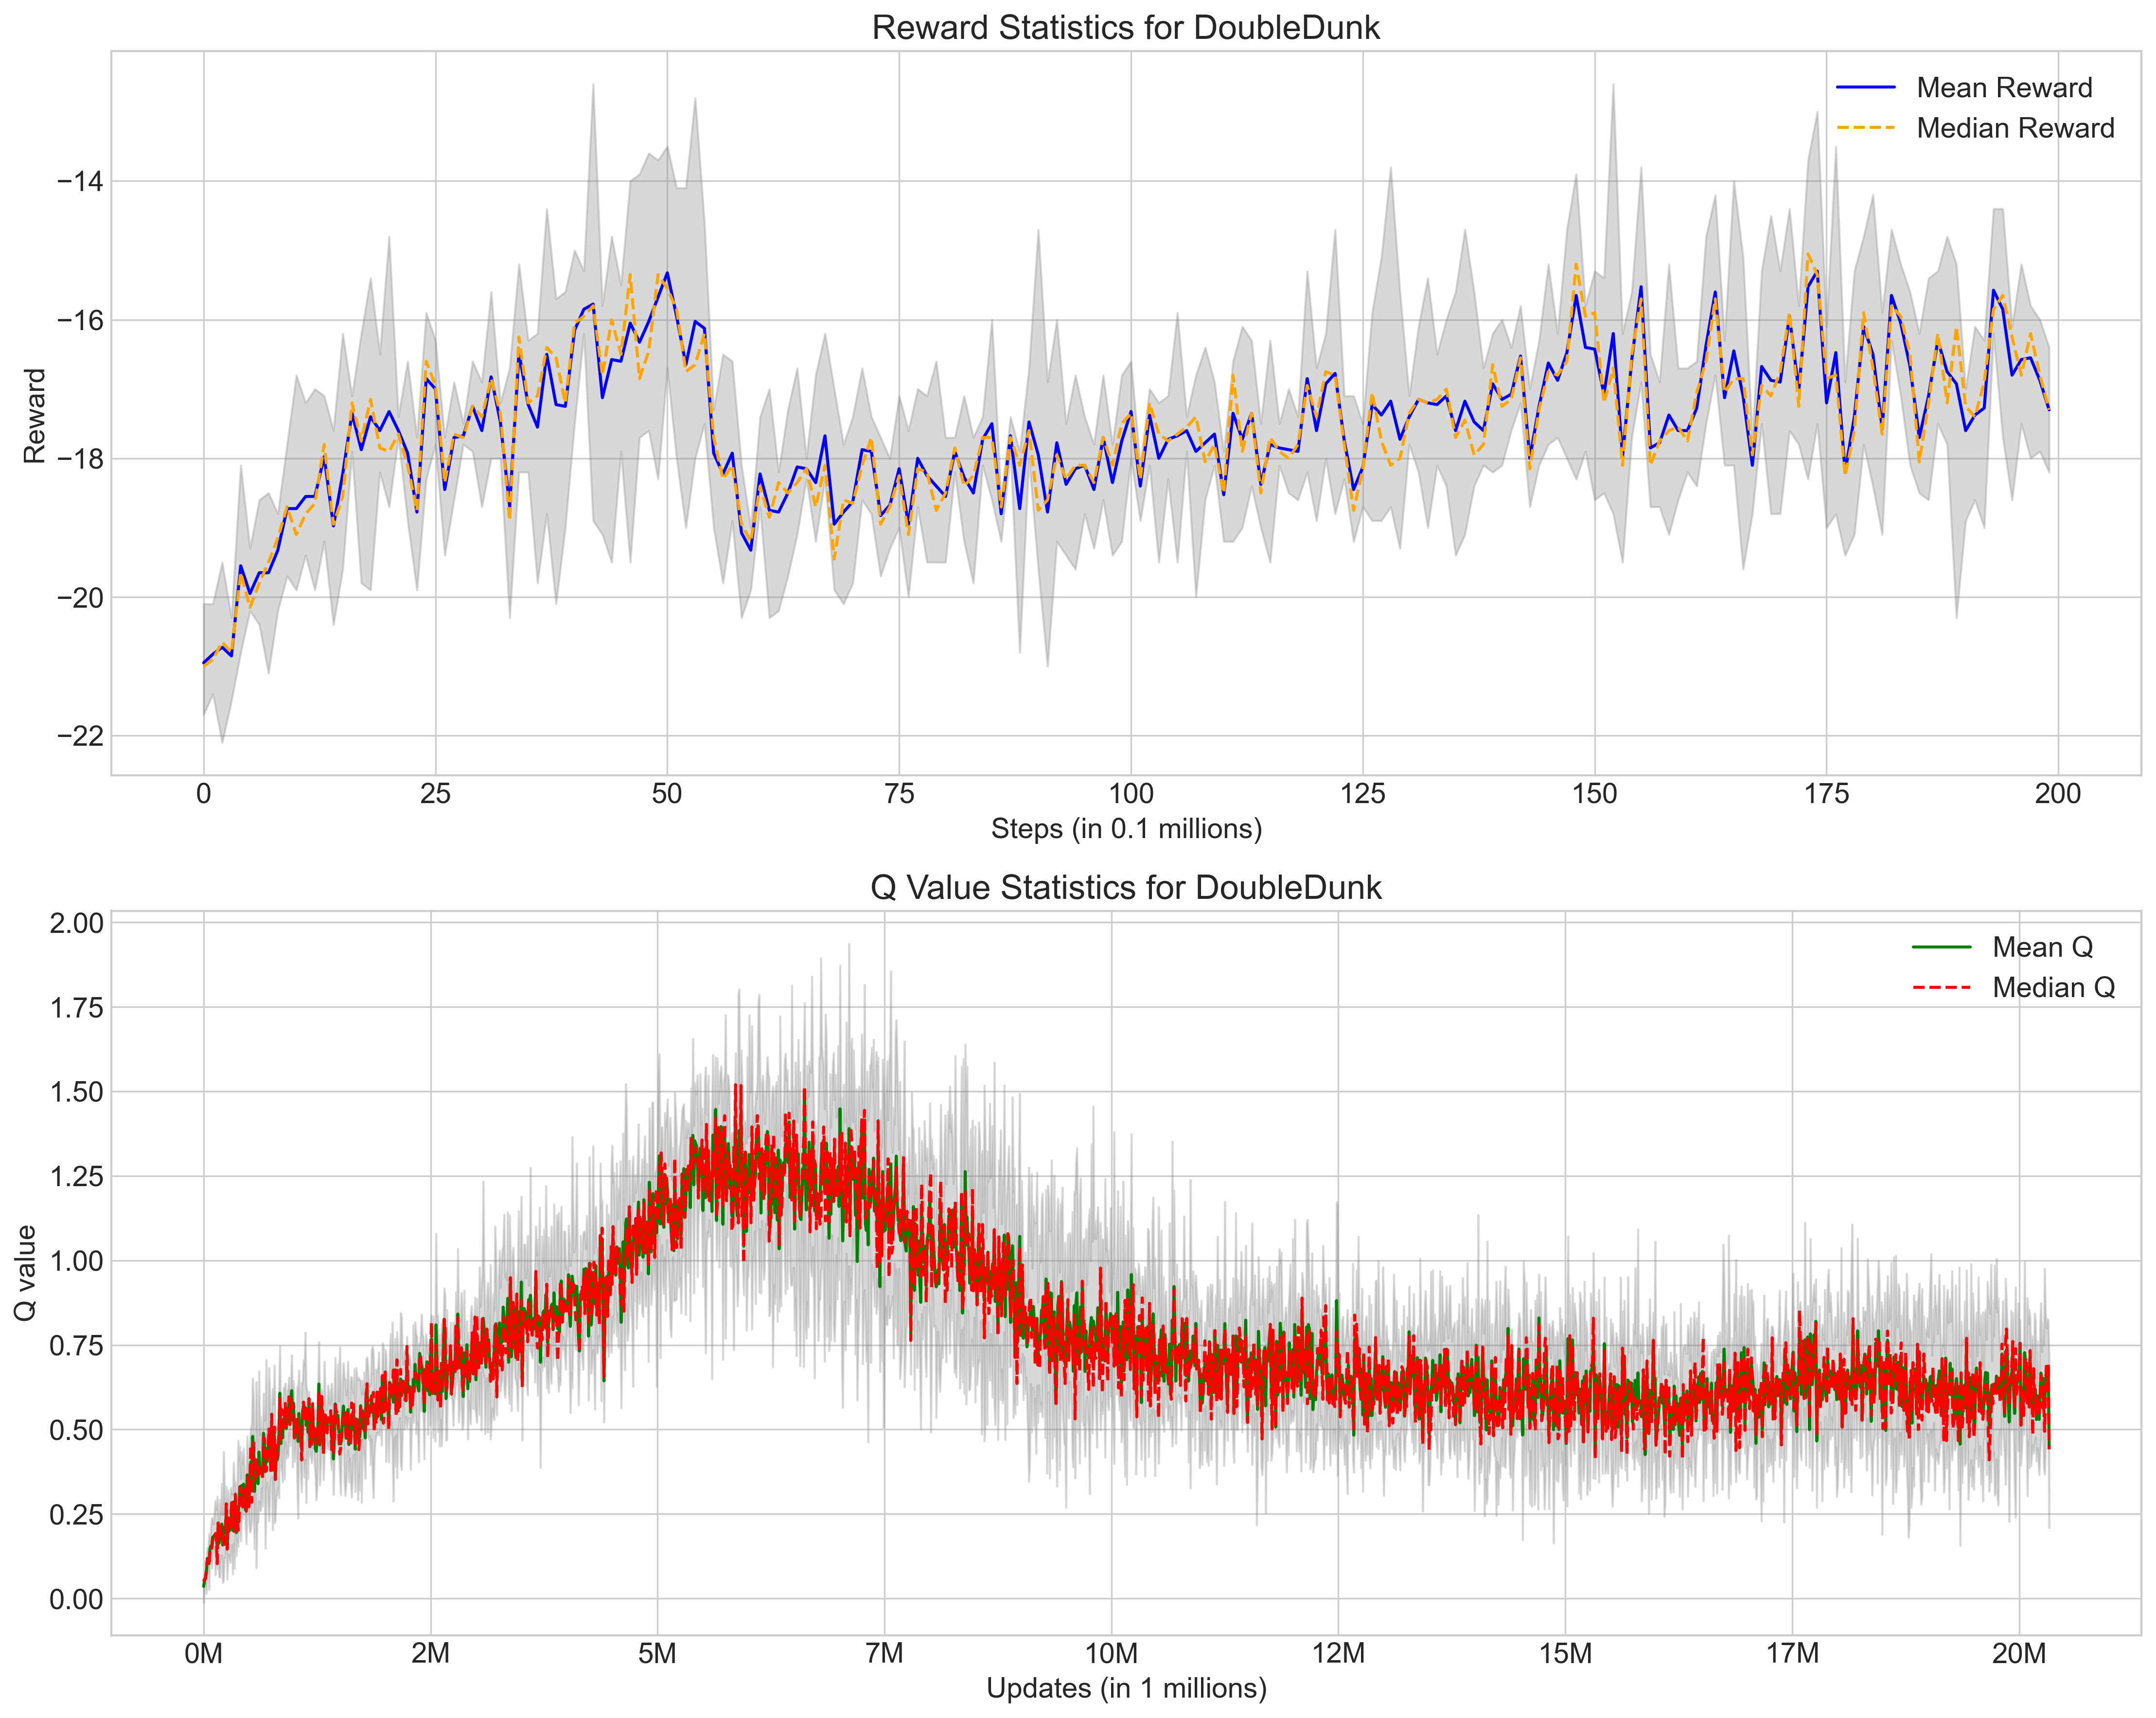 Reward Statistics for DoubleDunk
Mean Reward
Median Reward
−14
−16
−18
−20
−22
Reward
0 25 50 75 100 125 150 175 200
Steps (in 0.1 millions)
Q Value Statistics for DoubleDunk
Mean Q
Median Q
2.00
1.75
1.50
1.25
1.00
0.75
0.50
0.25
0.00
Q value
0M 2M 5M 7M 10M 12M 15M 17M 20M
Updates (in 1 millions)